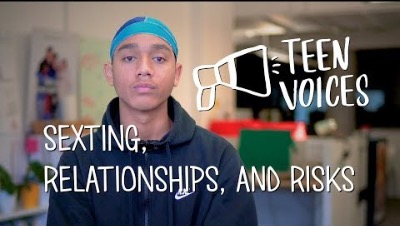 TEEN
VOICES
SEXTING,
RELATIONSHIPS, AND RISKS